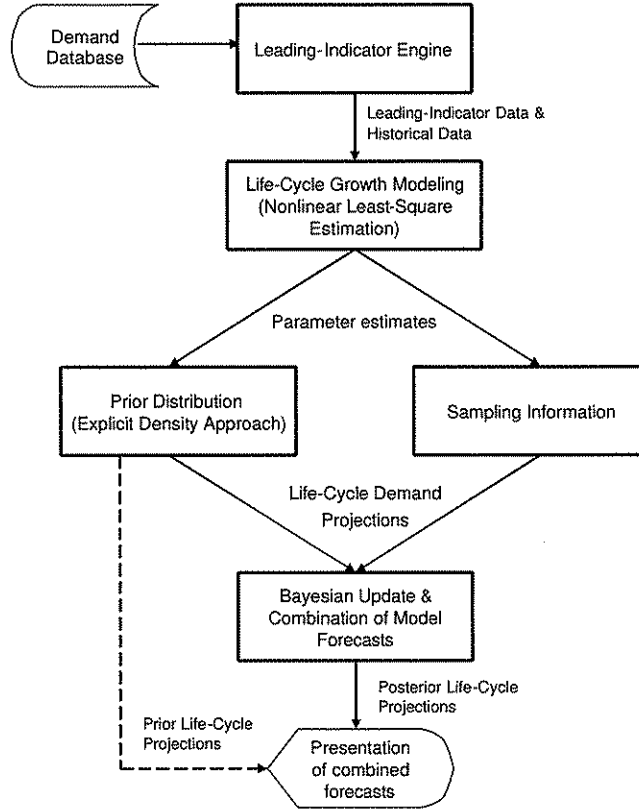 Demand
Database
Leading-Indicator Engine
Leading-Indicator Data &
Historical Data
Life-Cycle Growth Modeling
(Nonlinear Least-Square
Estimation)
Parameter estimates
Prior Distribution
(Explicit Density Approach)
Sampling Information
Life-Cycle Demand
Projections
Bayesian Update &
Combination of Model
Forecasts
Posterior Life-Cycle
Projections
Prior Life-Cycle
Projections
Presentation
of combined
forecasts